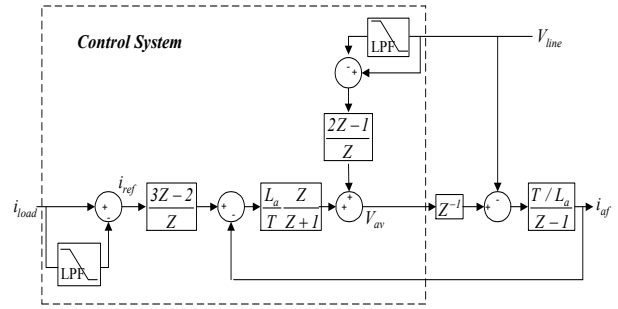 Control System
LPF
V_line
- +
2Z-1
Z
i_load
+ -
i_ref
3Z-2
Z
+ -
L_a Z
T Z+1
+ +
V_av
Z^-1
+ -
T / L_a
Z-1
i_af
LPF